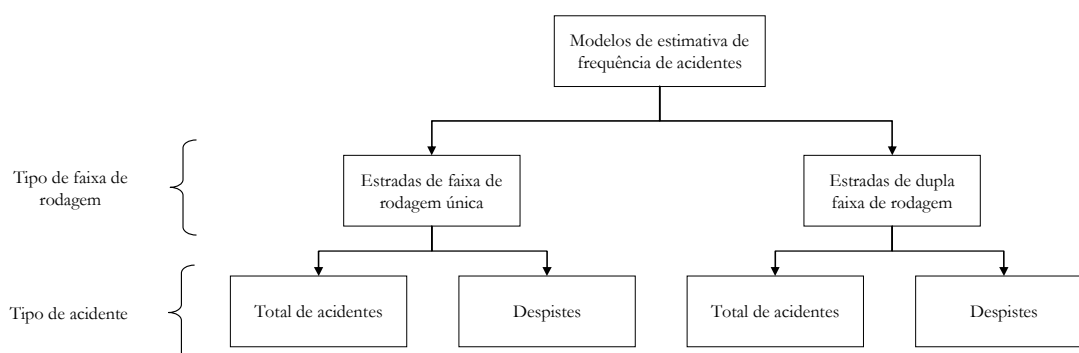 Modelos de estimativa de
frequência de acidentes
Tipo de faixa de
rodagem
Estradas de faixa de
rodagem única
Estradas de dupla
faixa de rodagem
Tipo de acidente
Total de acidentes
Despistes
Total de acidentes
Despistes